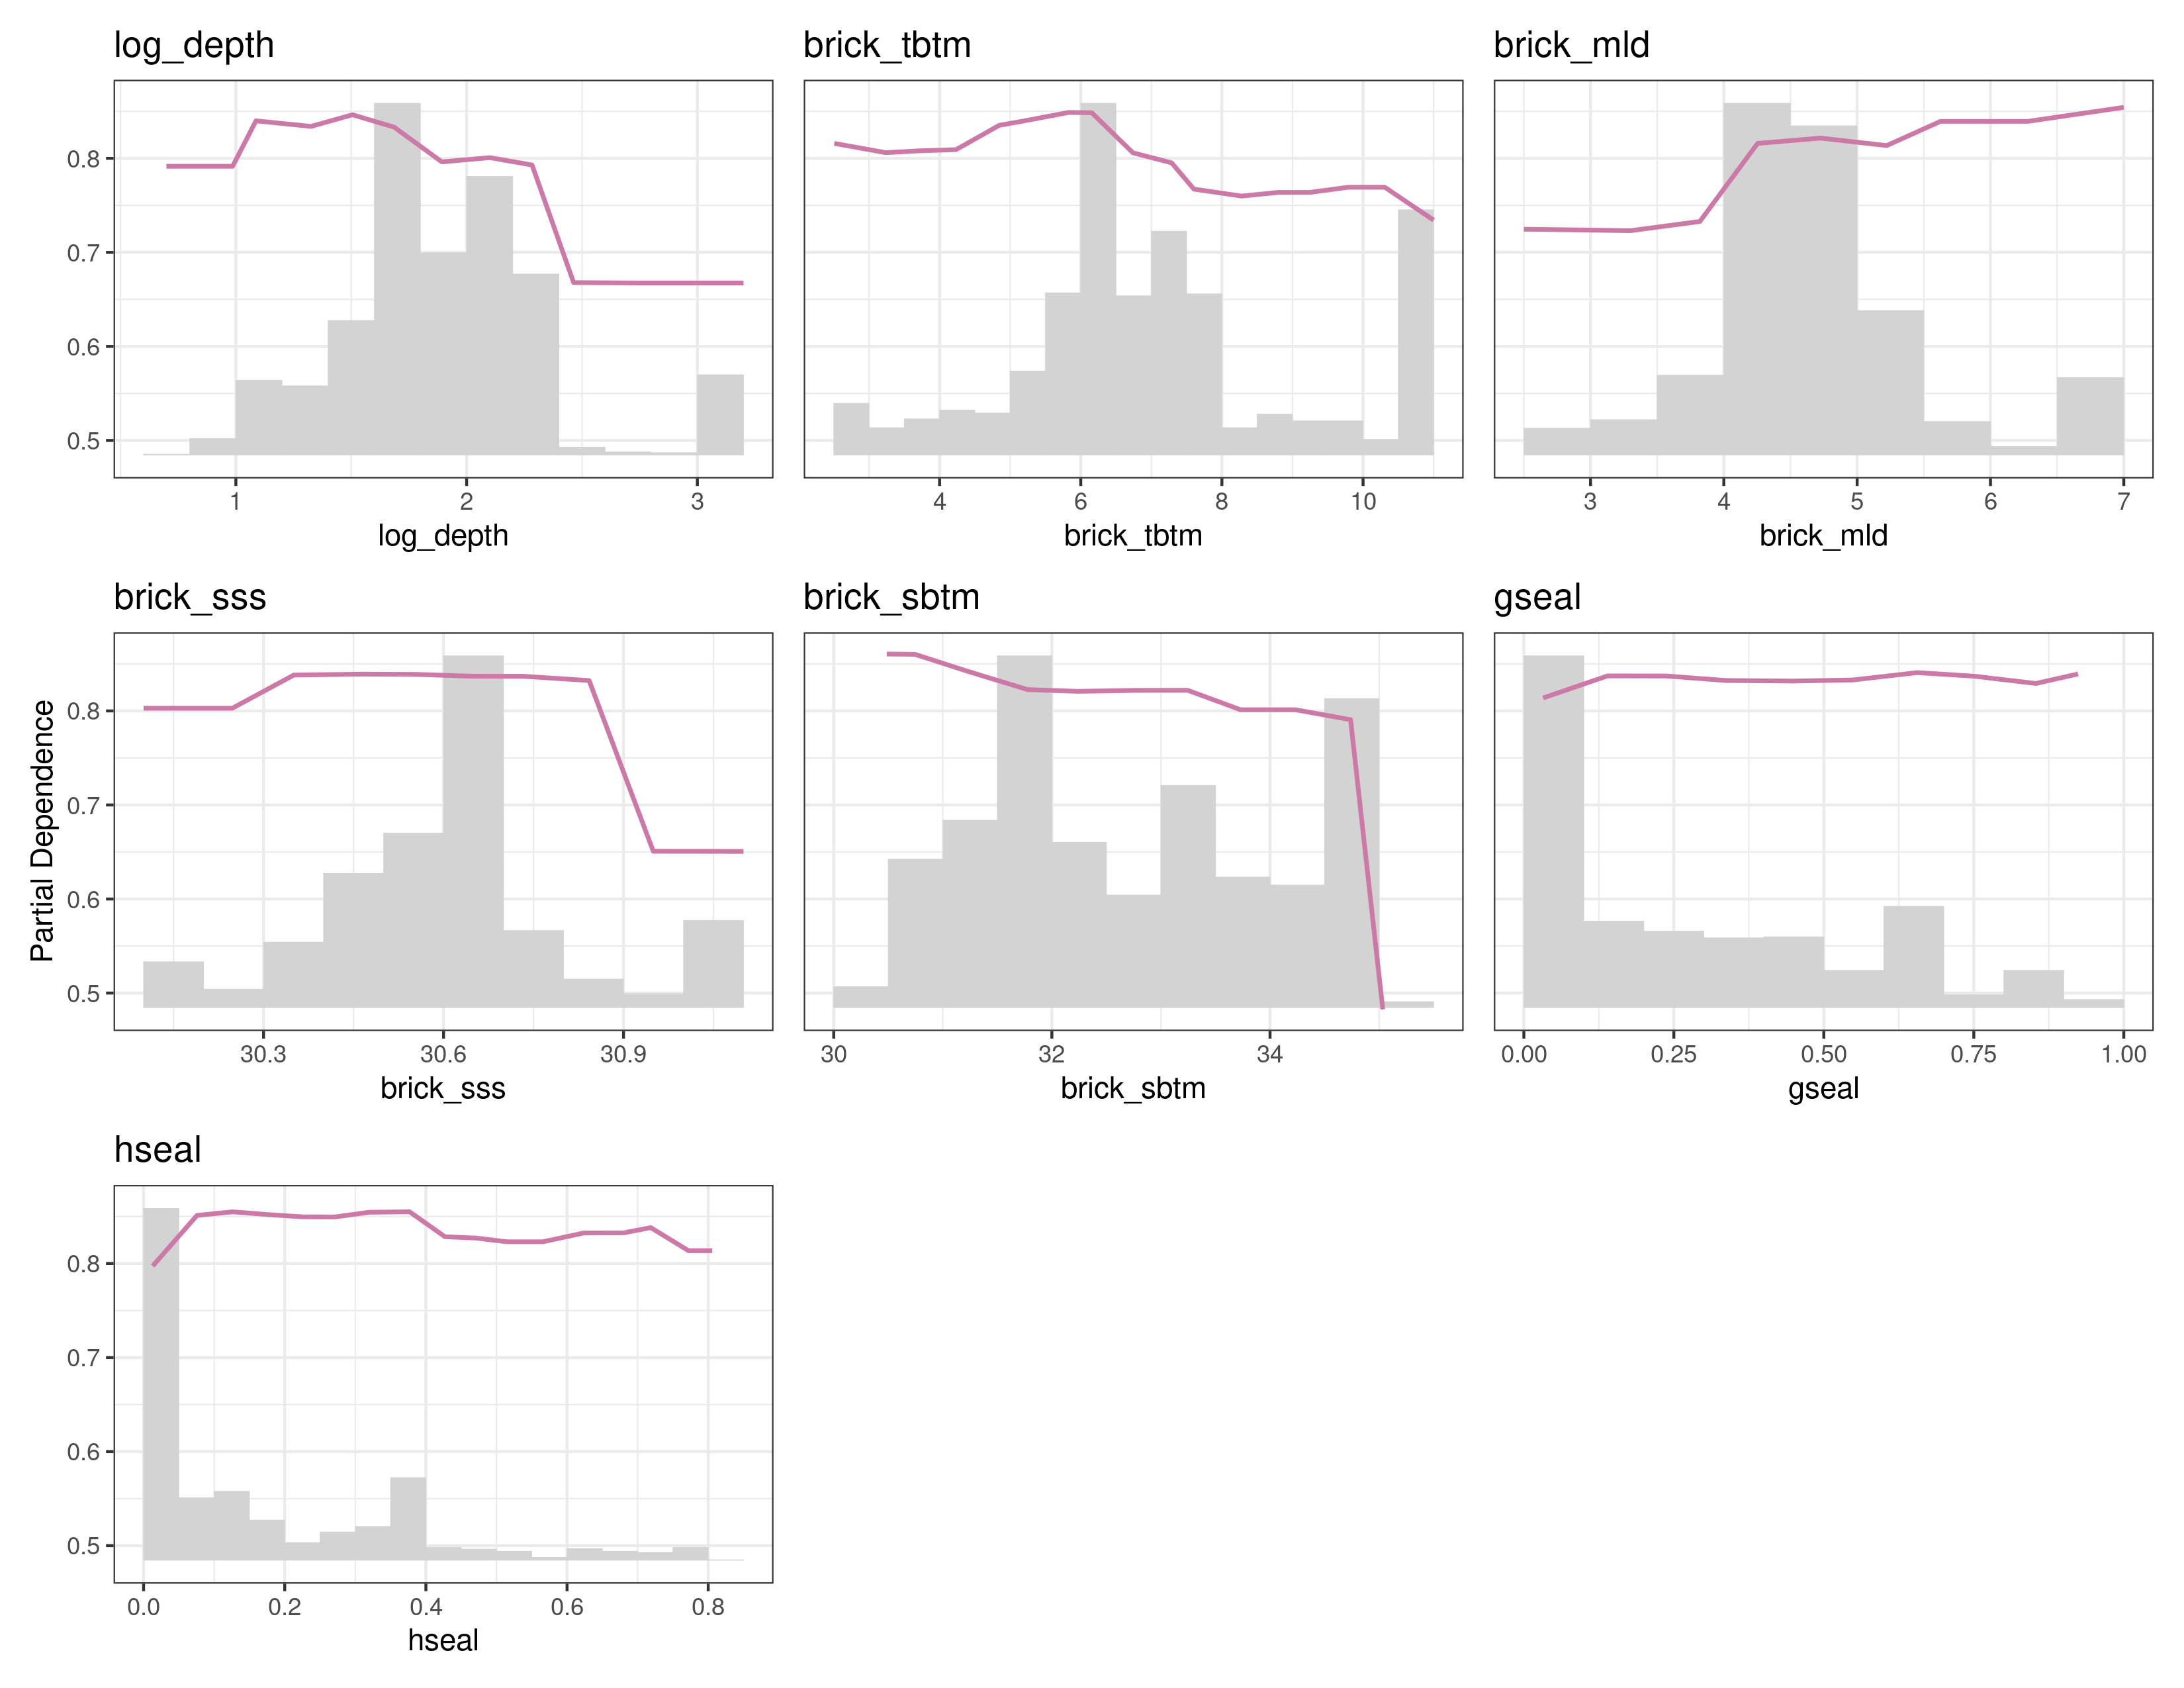 log_depth
brick_tbtm
brick_mld
0.8
0.7
0.6
0.5
1 2 3
4 6 8 10
3 4 5 6 7
log_depth
brick_tbtm
brick_mld
brick_sss
brick_sbtm
gseal
Partial Dependence
0.8
0.7
0.6
0.5
30.3 30.6 30.9
30 32 34
0.00 0.25 0.50 0.75 1.00
brick_sss
brick_sbtm
gseal
hseal
0.8
0.7
0.6
0.5
0.0 0.2 0.4 0.6 0.8
hseal